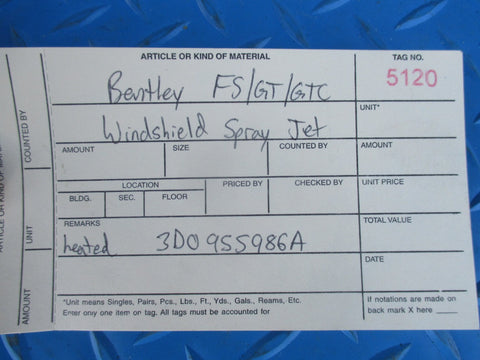 ARTICLE OR KIND OF MATERIAL
TAG NO.
Bentley FS/GT/GTC
5120
UNIT*
Windshield Spray Jet
AMOUNT
SIZE
COUNTED BY
AMOUNT
LOCATION
PRICED BY
CHECKED BY
UNIT PRICE
BLDG.
SEC.
FLOOR
REMARKS
TOTAL VALUE
heated 3D0955986A
DATE
*Unit means Singles, Pairs, Pcs., Lbs., Ft., Yds., Gals., Reams, Etc.
Enter only one item or tag. All tags must be accounted for
If notations are made on
back mark X here
ARTICLE OR KIND OF MATE
COUNTED BY
UNIT
AMOUNT